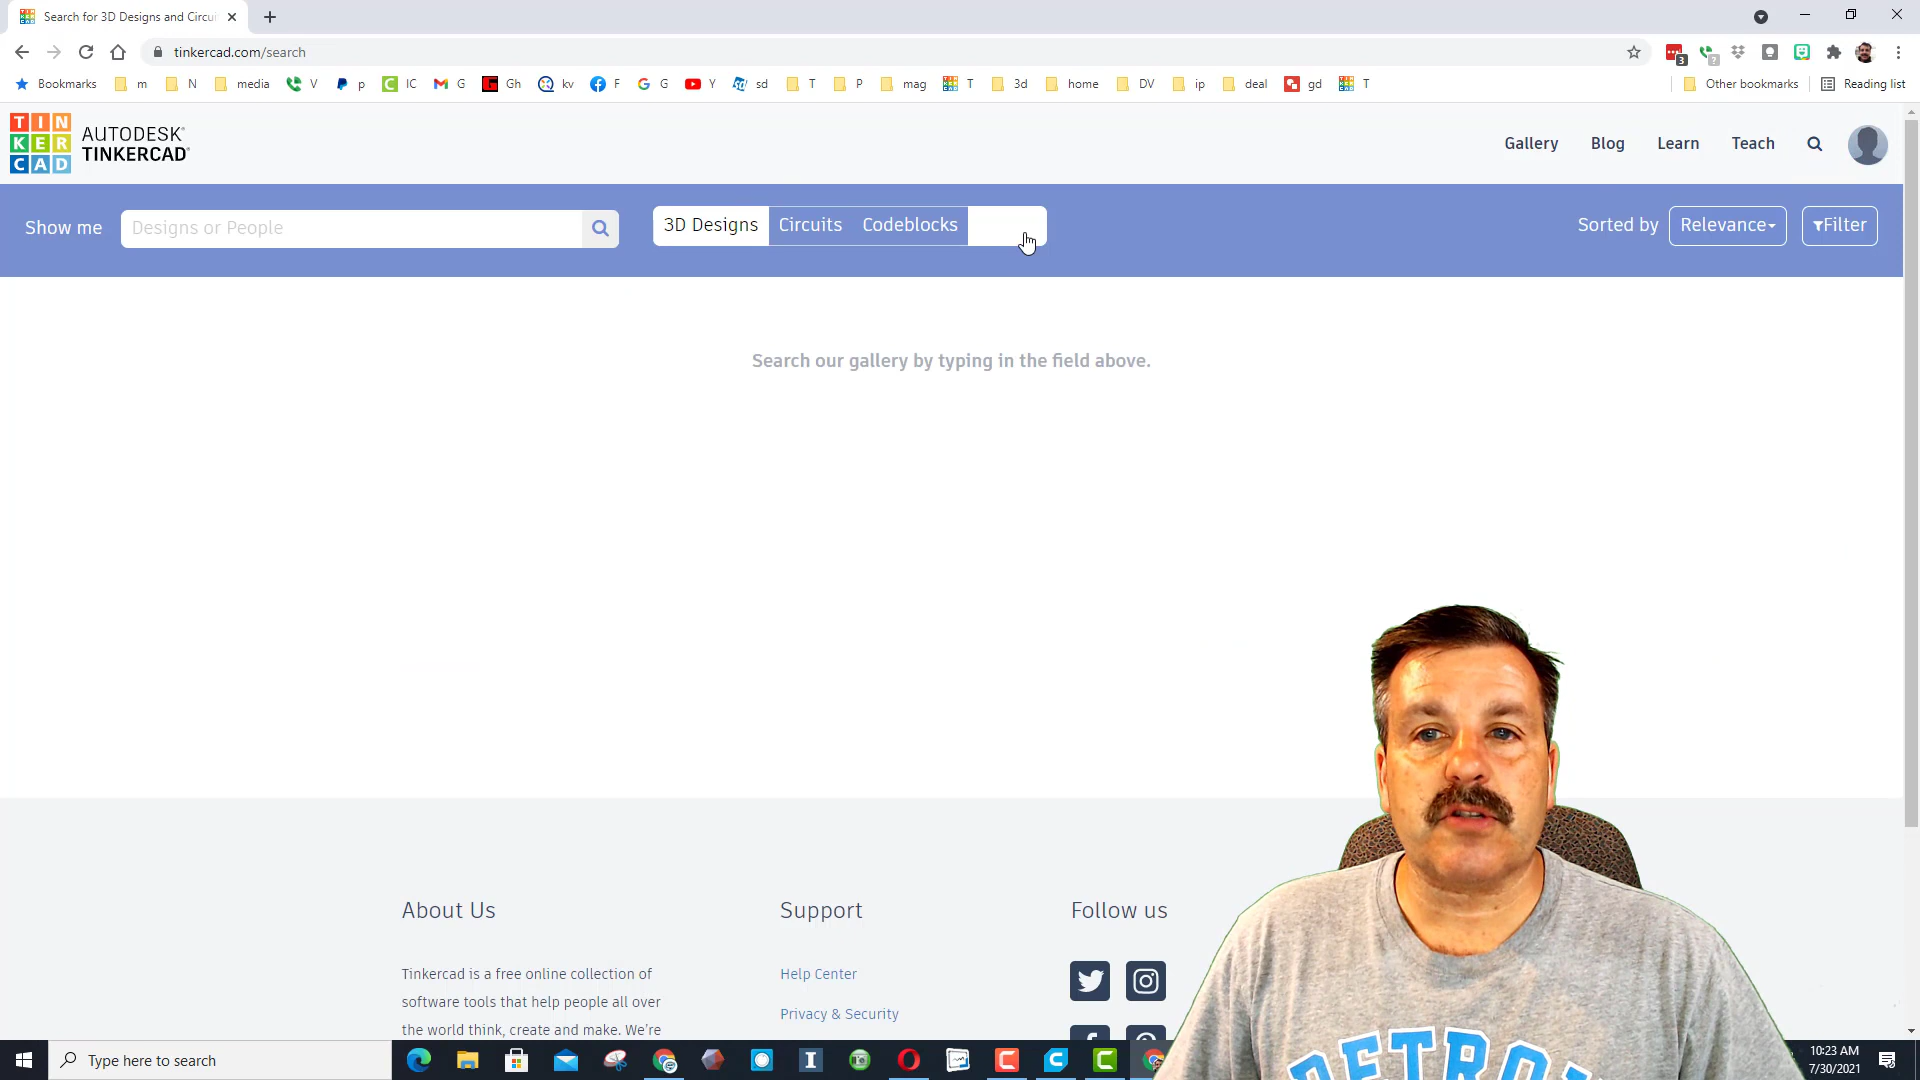 Search for 3D Designs and Circui
tinkercad.com/search
3
?
Bookmarks m N media V p IC G Gh kv F G Y sd T P mag T 3d home DV ip deal gd T Other bookmarks Reading list
TIN
KER
CAD
AUTODESK®
TINKERCAD®
Gallery Blog Learn Teach
Show me Designs or People 3D Designs Circuits Codeblocks Sorted by Relevance Filter
Search our gallery by typing in the field above.
About Us Support Follow us
Tinkercad is a free online collection of
software tools that help people all over
the world think, create and make. We're
Help Center
Privacy & Security
Type here to search
10:23 AM
7/30/2021
DETRO